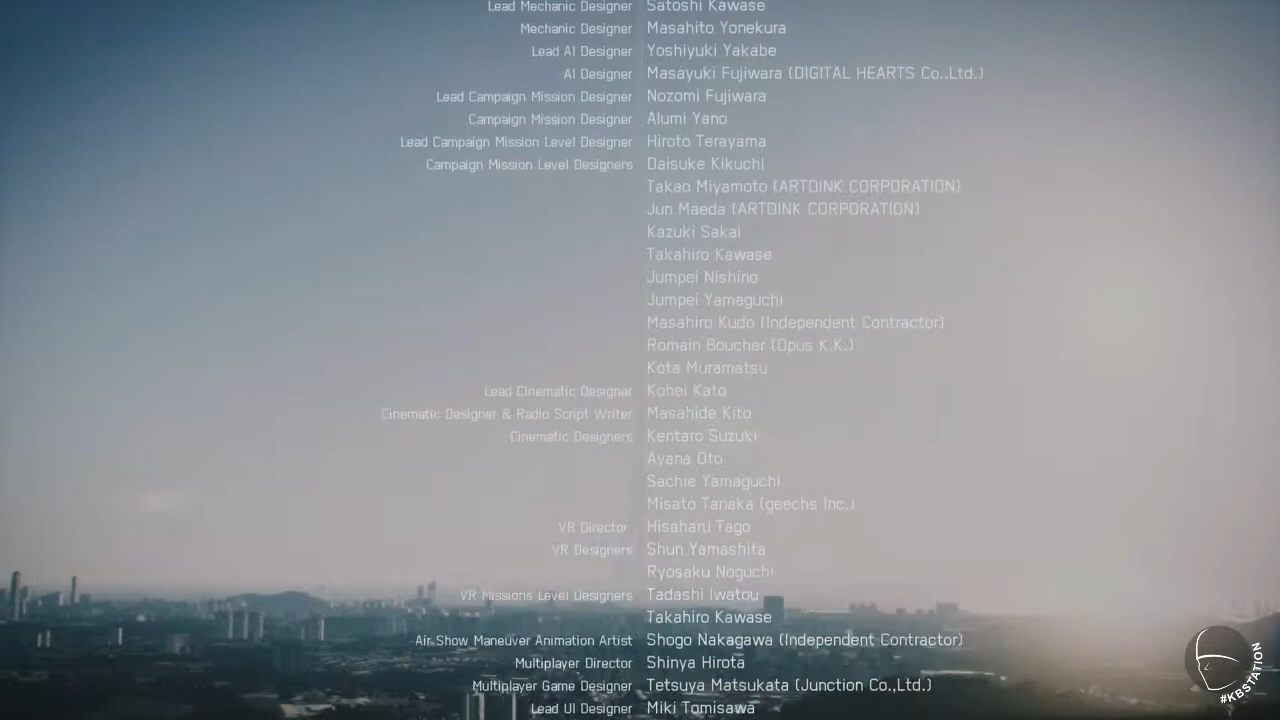 Lead Mechanic Designer Satoshi Kawase
Mechanic Designer Masahito Yonekura
Lead AI Designer Yoshiyuki Yakabe
AI Designer Masayuki Fujiwara (DIGITAL HEARTS Co.,Ltd.)
Lead Campaign Mission Designer Nozomi Fujiwara
Campaign Mission Designer Alumi Yano
Lead Campaign Mission Level Designer Hiroto Terayama
Campaign Mission Level Designers Daisuke Kikuchi
Takao Miyamoto (ARTDINK CORPORATION)
Jun Maeda (ARTDINK CORPORATION)
Kazuki Sakai
Takahiro Kawase
Jumpei Nishino
Jumpei Yamaguchi
Masahiro Kudo (Independent Contractor)
Romain Boucher (Opus K.K.)
Kota Muramatsu
Lead Cinematic Designer Kohei Kato
Cinematic Designer & Radio Script Writer Masahide Kito
Cinematic Designers Kentaro Suzuki
Ayana Oto
Sachie Yamaguchi
Misato Tanaka (geechs Inc.)
VR Director Hisaharu Tago
VR Designers Shun Yamashita
Ryosaku Noguchi
VR Missions Level Designers Tadashi Iwatou
Takahiro Kawase
Air Show Maneuver Animation Artist Shogo Nakagawa (Independent Contractor)
Multiplayer Director Shinya Hirota
Multiplayer Game Designer Tetsuya Matsukata (Junction Co.,Ltd.)
Lead UI Designer Miki Tomisawa
#KBSTATION